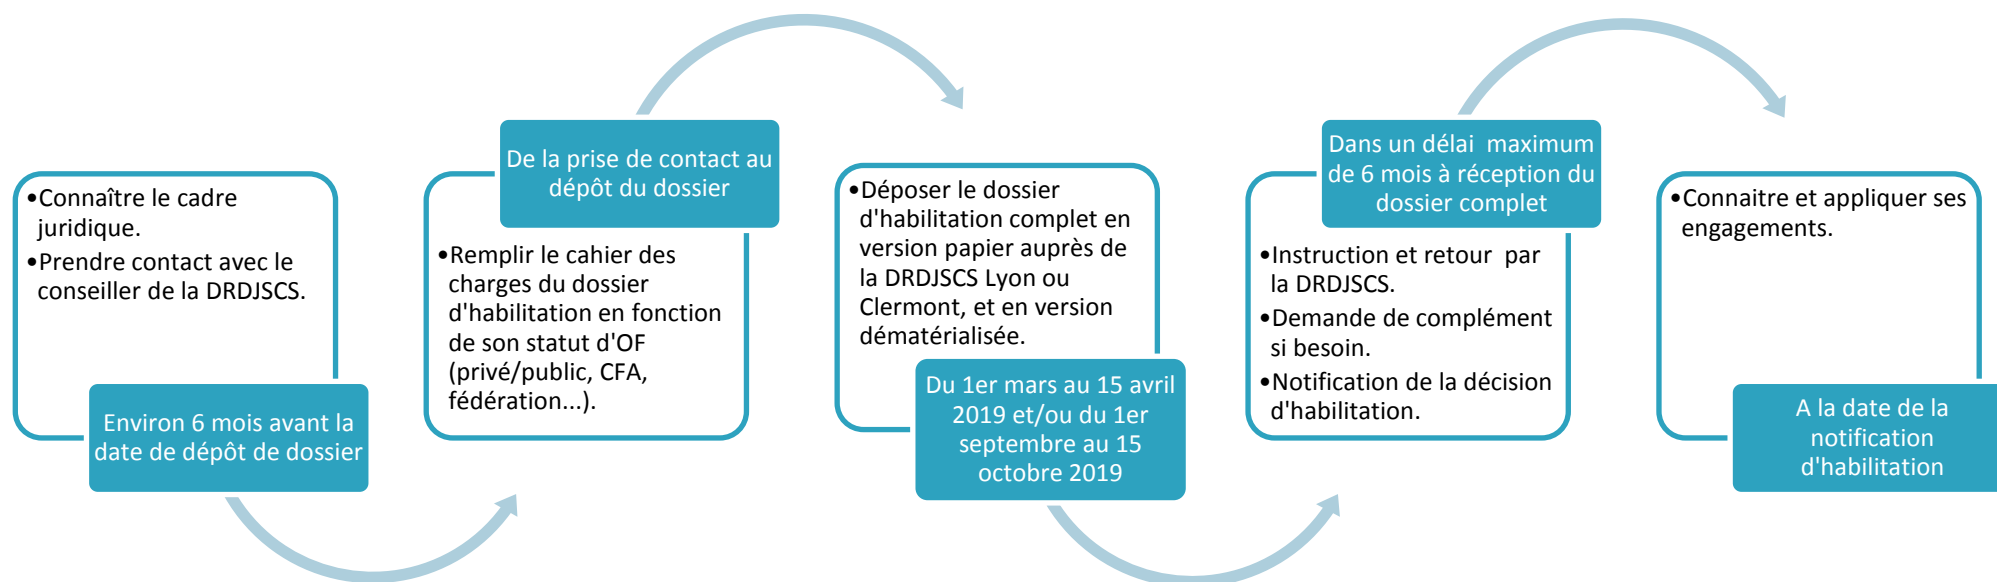 •Connaître le cadre
juridique.
•Prendre contact avec le
conseiller de la DRDJSCS.
Environ 6 mois avant la
date de dépôt de dossier
De la prise de contact au
dépôt du dossier
•Remplir le cahier des
charges du dossier
d'habilitation en fonction
de son statut d'OF
(privé/public, CFA,
fédération...).
•Déposer le dossier
d'habilitation complet en
version papier auprès de
la DRDJSCS Lyon ou
Clermont, et en version
dématérialisée.
Du 1er mars au 15 avril
2019 et/ou du 1er
septembre au 15
octobre 2019
Dans un délai  maximum
de 6 mois à réception du
dossier complet
•Instruction et retour  par
la DRDJSCS.
•Demande de complément
si besoin.
•Notification de la décision
d'habilitation.
•Connaitre et appliquer ses
engagements.
A la date de la
notification
d'habilitation